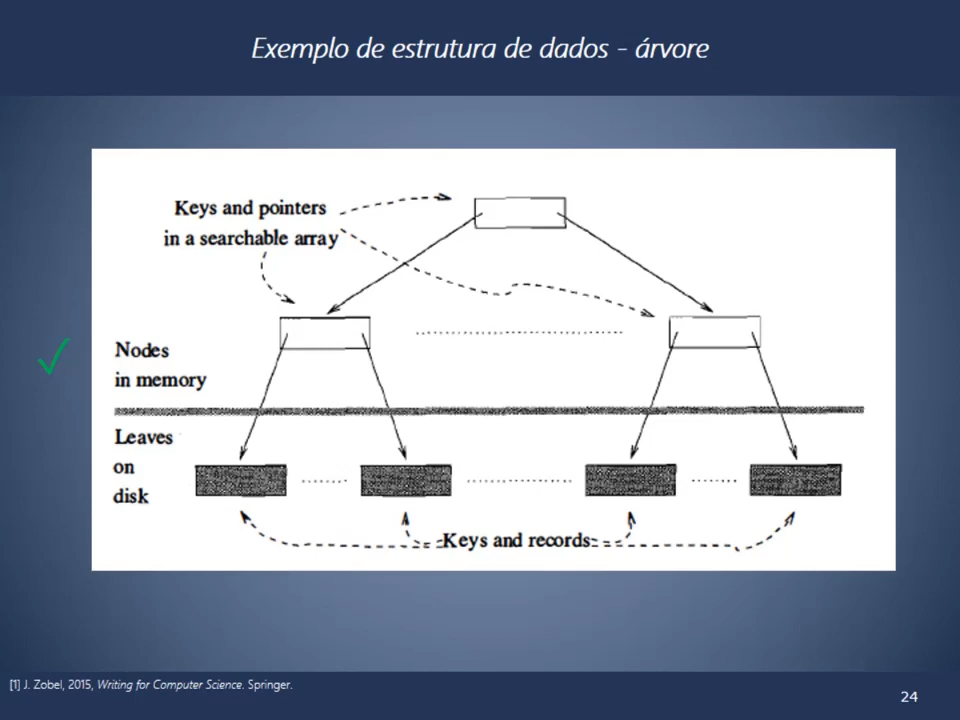 Exemplo de estrutura de dados - árvore
Keys and pointers
in a searchable array
Nodes
in memory
Leaves
on
disk
Keys and records
[1] J. Zobel, 2015, Writing for Computer Science. Springer.
24